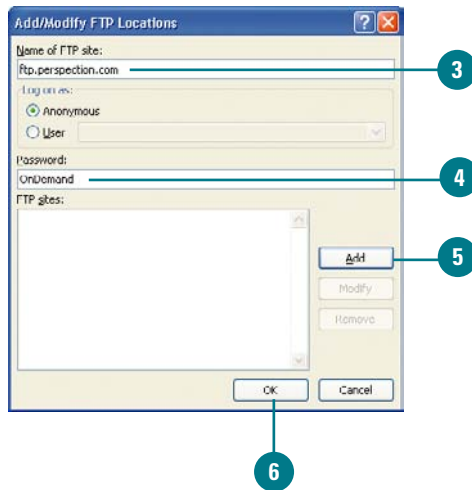 Add/Modify FTP Locations
Name of FTP site:
ftp.perspection.com
3
Log on as:
Anonymous
User
Password:
OnDemand
4
FTP sites:
Add
5
Modify
Remove
OK
Cancel
6